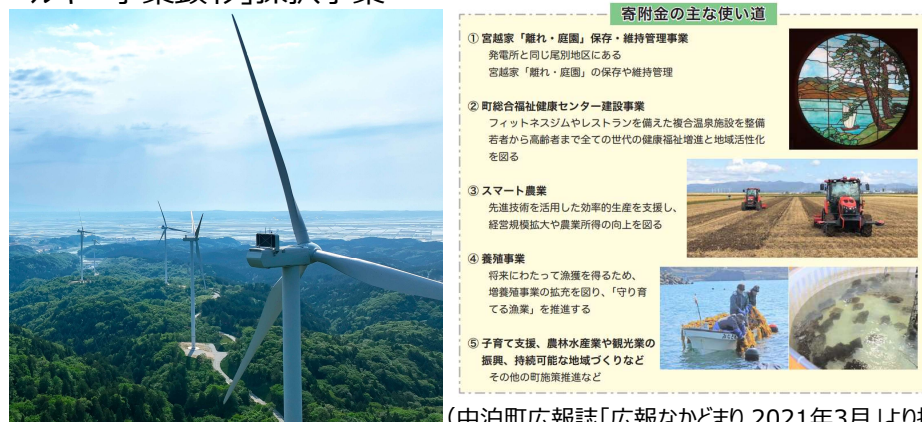 寄附金の主な使い道
① 宮越家「離れ・庭園」保存・維持管理事業
発電所と同じ尾別地区にある
宮越家「離れ・庭園」の保存や維持管理
② 町総合福祉健康センター建設事業
フィットネスジムやレストランを備えた複合温泉施設を整備
若者から高齢者まで全ての世代の健康福祉増進と地域活性化
を図る
③ スマート農業
先進技術を活用した効率的生産を支援し、
経営規模拡大や農業所得の向上を図る
④ 養殖事業
将来にわたって漁獲を得るため、
増養殖事業の拡充を図り、「守り育
てる漁業」を推進する
⑤ 子育て支援、農林水産業や観光業の
振興、持続可能な地域づくりなど
その他の町施策推進など
(中泊町広報誌「広報なかどまり 2021年3月」より